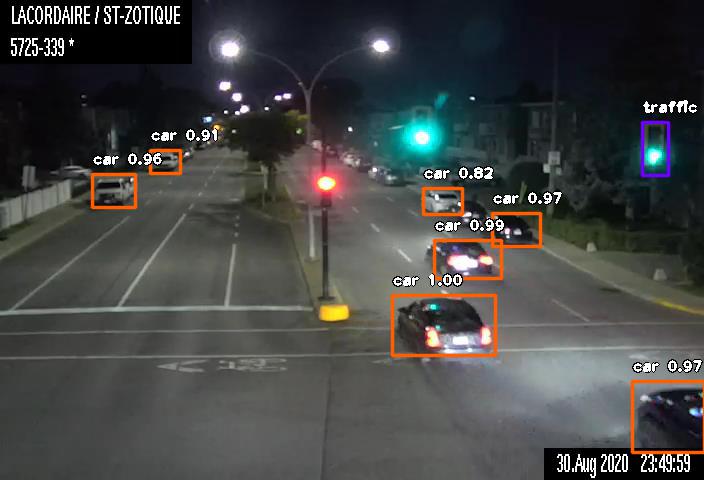 LACORDAIRE / ST-ZOTIQUE
5725-339 *
traffic
car 0.91
car 0.96
car 0.82
car 0.97
car 0.99
car 1.00
car 0.97
30.Aug 2020 23:49:59